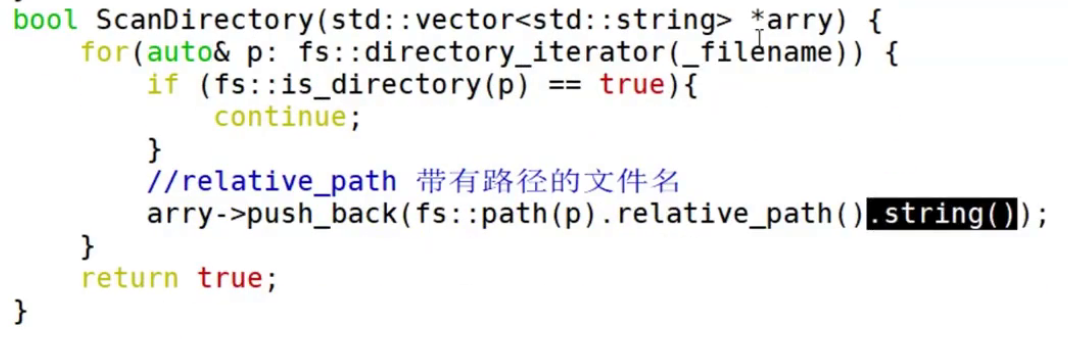 bool ScanDirectory(std::vector<std::string> *arry) {
    for(auto& p: fs::directory_iterator(_filename)) {
        if (fs::is_directory(p) == true){
            continue;
        }
        //relative_path 带有路径的文件名
        arry->push_back(fs::path(p).relative_path().string());
    }
    return true;
}